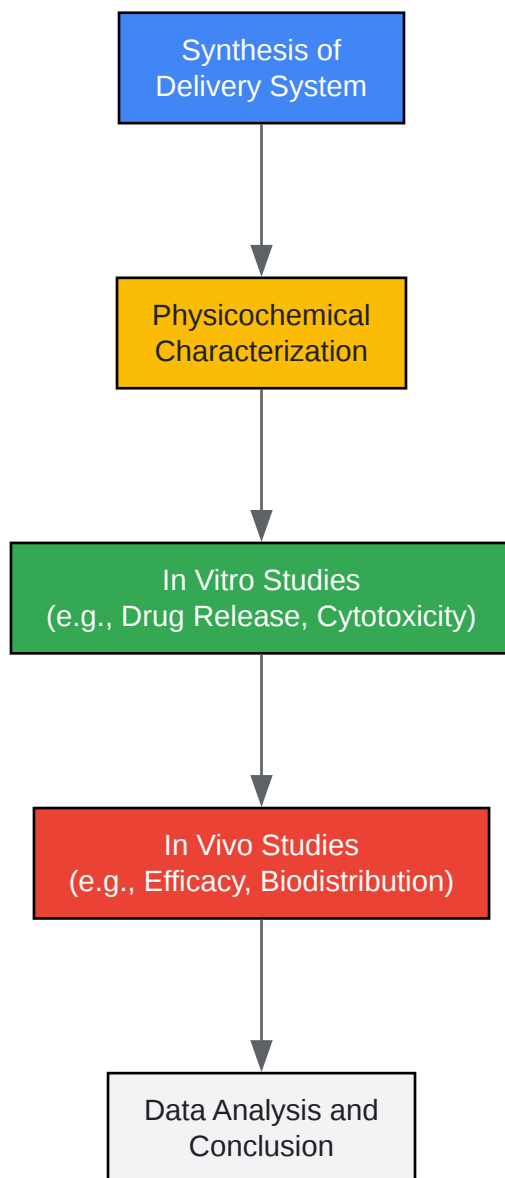 Synthesis of
Delivery System
Physicochemical
Characterization
In Vitro Studies
(e.g., Drug Release, Cytotoxicity)
In Vivo Studies
(e.g., Efficacy, Biodistribution)
Data Analysis and
Conclusion